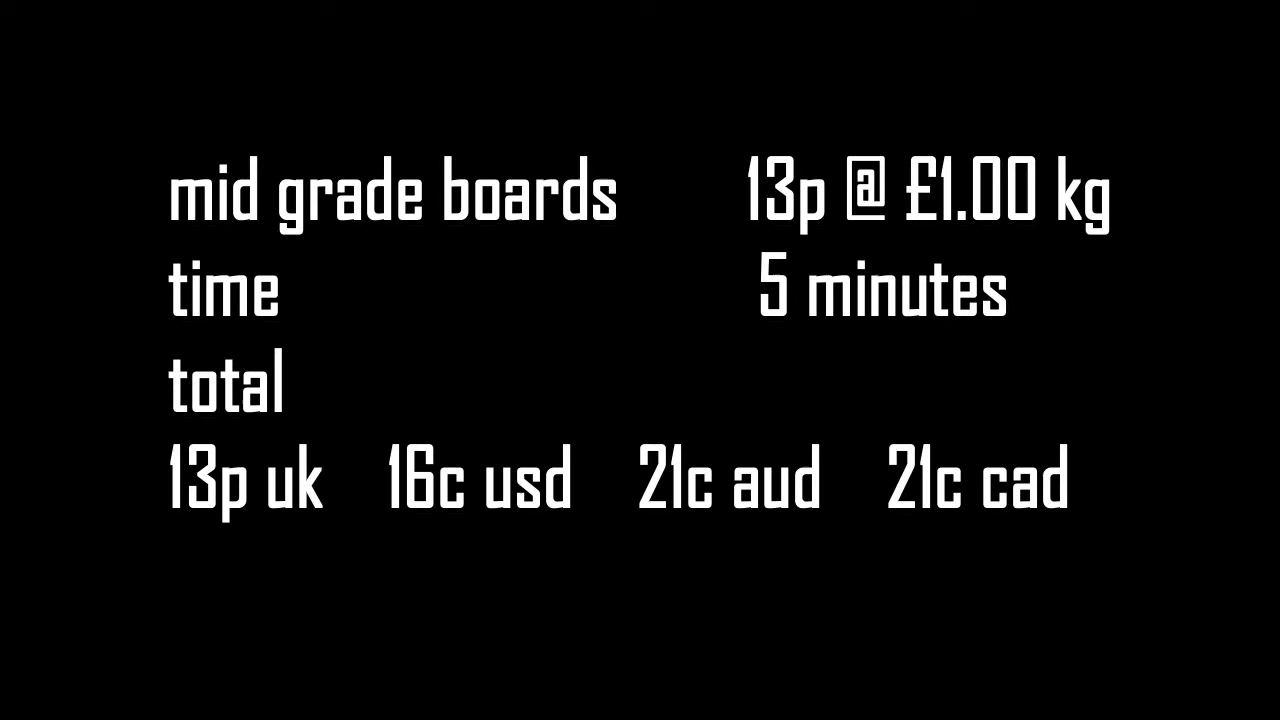 mid grade boards 13p @ £1.00 kg
time 5 minutes
total
13p uk 16c usd 21c aud 21c cad